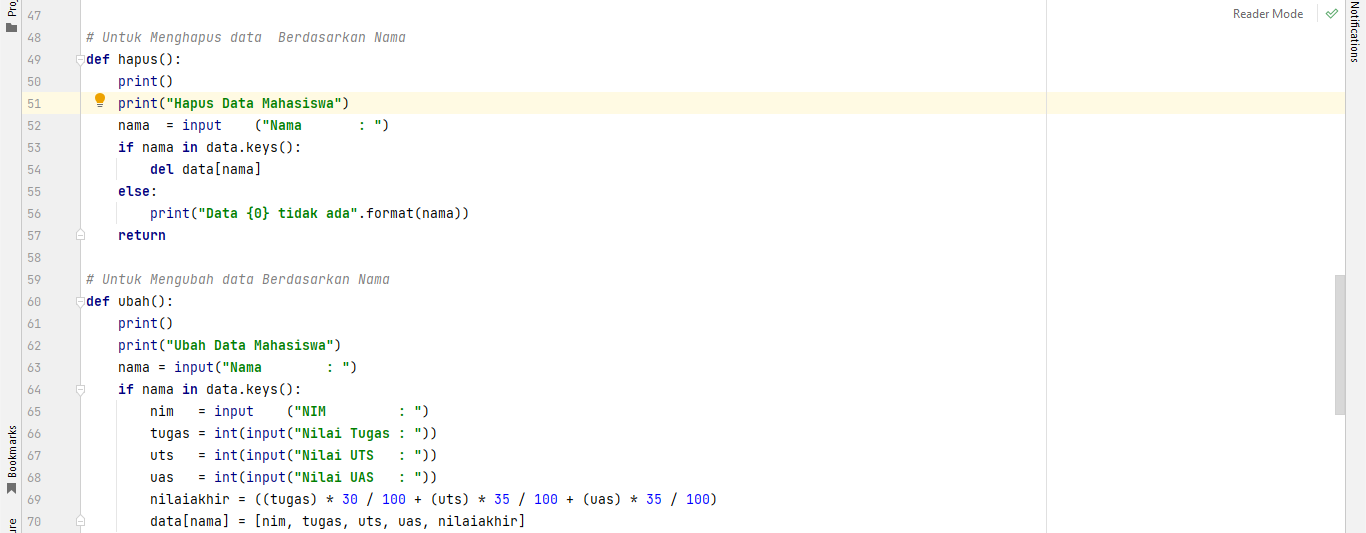 Reader Mode
47
48 # Untuk Menghapus data  Berdasarkan Nama
49 def hapus():
50     print()
51     print("Hapus Data Mahasiswa")
52     nama  = input    ("Nama       : ")
53     if nama in data.keys():
54         del data[nama]
55     else:
56         print("Data {0} tidak ada".format(nama))
57     return
58
59 # Untuk Mengubah data Berdasarkan Nama
60 def ubah():
61     print()
62     print("Ubah Data Mahasiswa")
63     nama = input("Nama        : ")
64     if nama in data.keys():
65         nim   = input    ("NIM         : ")
66         tugas = int(input("Nilai Tugas : "))
67         uts   = int(input("Nilai UTS   : "))
68         uas   = int(input("Nilai UAS   : "))
69         nilaiakhir = ((tugas) * 30 / 100 + (uts) * 35 / 100 + (uas) * 35 / 100)
70         data[nama] = [nim, tugas, uts, uas, nilaiakhir]
Bookmarks
Notifications